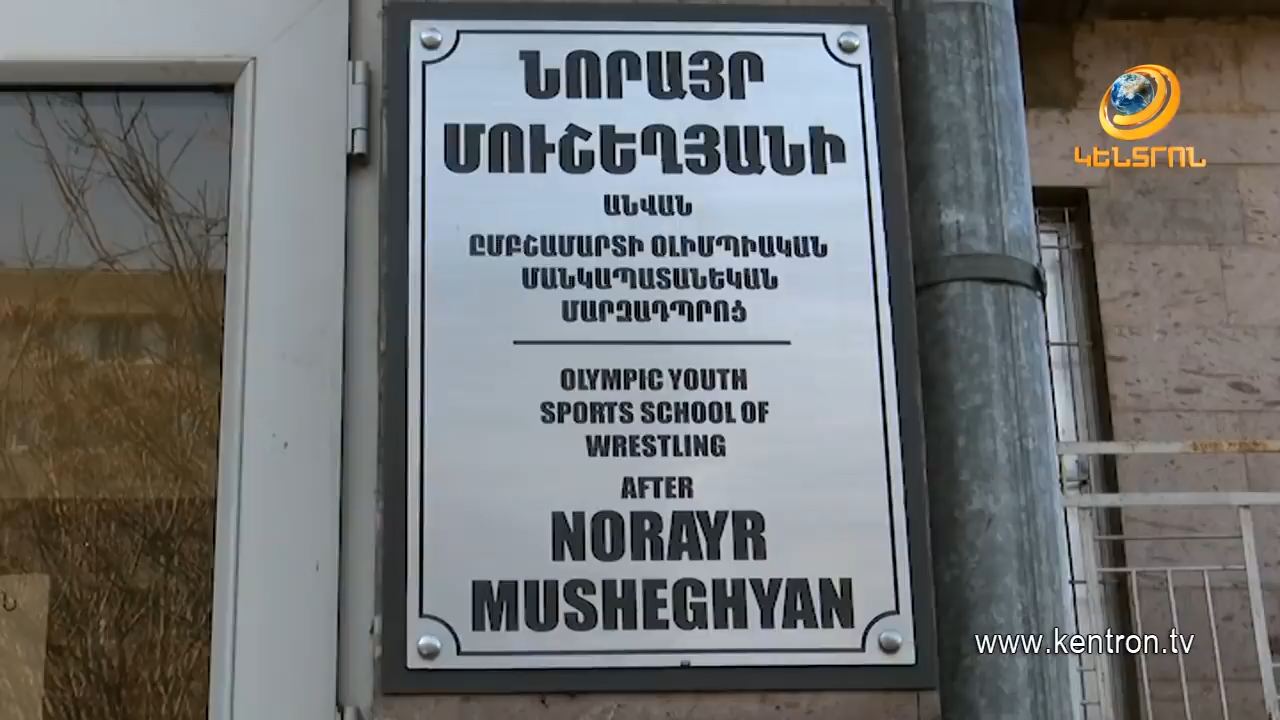 ՆՈՐԱՅՐ
ՄՈՒՇԵՂՅԱՆԻ
ԱՆՎԱՆ
ԸՄԲՇԱՄԱՐՏԻ ՕԼԻՄՊԻԱԿԱՆ
ՄԱՆԿԱՊԱՏԱՆԵԿԱՆ
ՄԱՐԶԱԴՊՐՈՑ
OLYMPIC YOUTH
SPORTS SCHOOL OF
WRESTLING
AFTER
NORAYR
MUSHEGHYAN
ԿԵՆՏՐՈՆ
www.kentron.tv